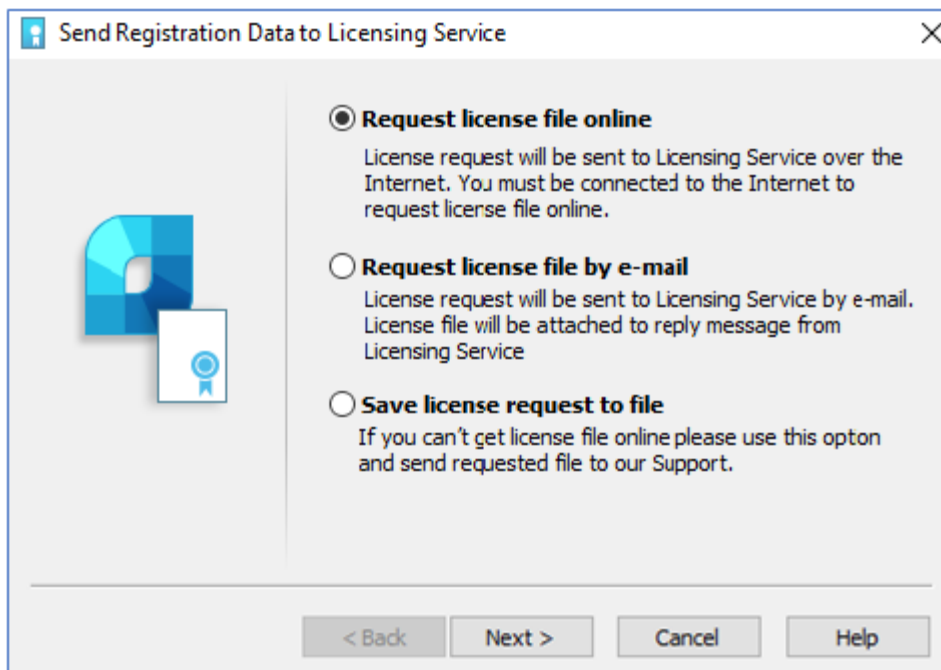 Send Registration Data to Licensing Service
Request license file online
License request will be sent to Licensing Service over the
Internet. You must be connected to the Internet to
request license file online.
Request license file by e-mail
License request will be sent to Licensing Service by e-mail.
License file will be attached to reply message from
Licensing Service
Save license request to file
If you can't get license file online please use this opton
and send requested file to our Support.
< Back Next > Cancel Help